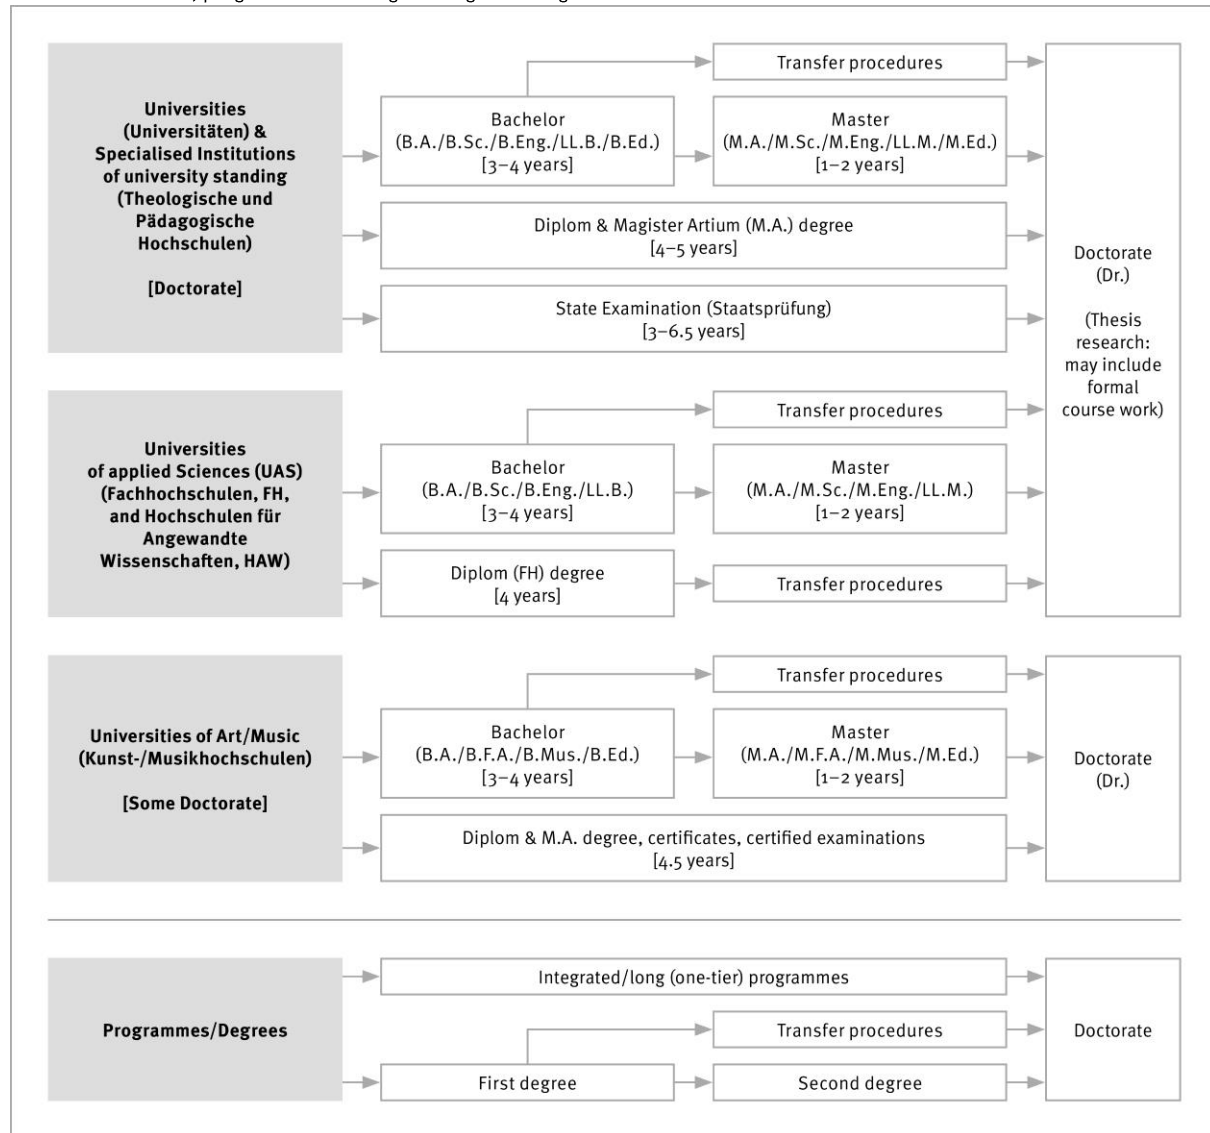 Universities
(Universitäten) &
Specialised Institutions
of university standing
(Theologische und
Pädagogische
Hochschulen)
[Doctorate]
Transfer procedures
Bachelor
(B.A./B.Sc./B.Eng./LL.B./B.Ed.)
[3–4 years]
Master
(M.A./M.Sc./M.Eng./LL.M./M.Ed.)
[1–2 years]
Diplom & Magister Artium (M.A.) degree
[4–5 years]
State Examination (Staatsprüfung)
[3–6.5 years]
Doctorate
(Dr.)
(Thesis
research:
may include
formal
course work)
Universities
of applied Sciences (UAS)
(Fachhochschulen, FH,
and Hochschulen für
Angewandte
Wissenschaften, HAW)
Transfer procedures
Bachelor
(B.A./B.Sc./B.Eng./LL.B.)
[3–4 years]
Master
(M.A./M.Sc./M.Eng./LL.M.)
[1–2 years]
Diplom (FH) degree
[4 years]
Transfer procedures
Universities of Art/Music
(Kunst-/Musikhochschulen)
[Some Doctorate]
Transfer procedures
Bachelor
(B.A./B.F.A./B.Mus./B.Ed.)
[3–4 years]
Master
(M.A./M.F.A./M.Mus./M.Ed.)
[1–2 years]
Diplom & M.A. degree, certificates, certified examinations
[4.5 years]
Doctorate
(Dr.)
Programmes/Degrees
Integrated/long (one-tier) programmes
Transfer procedures
First degree
Second degree
Doctorate